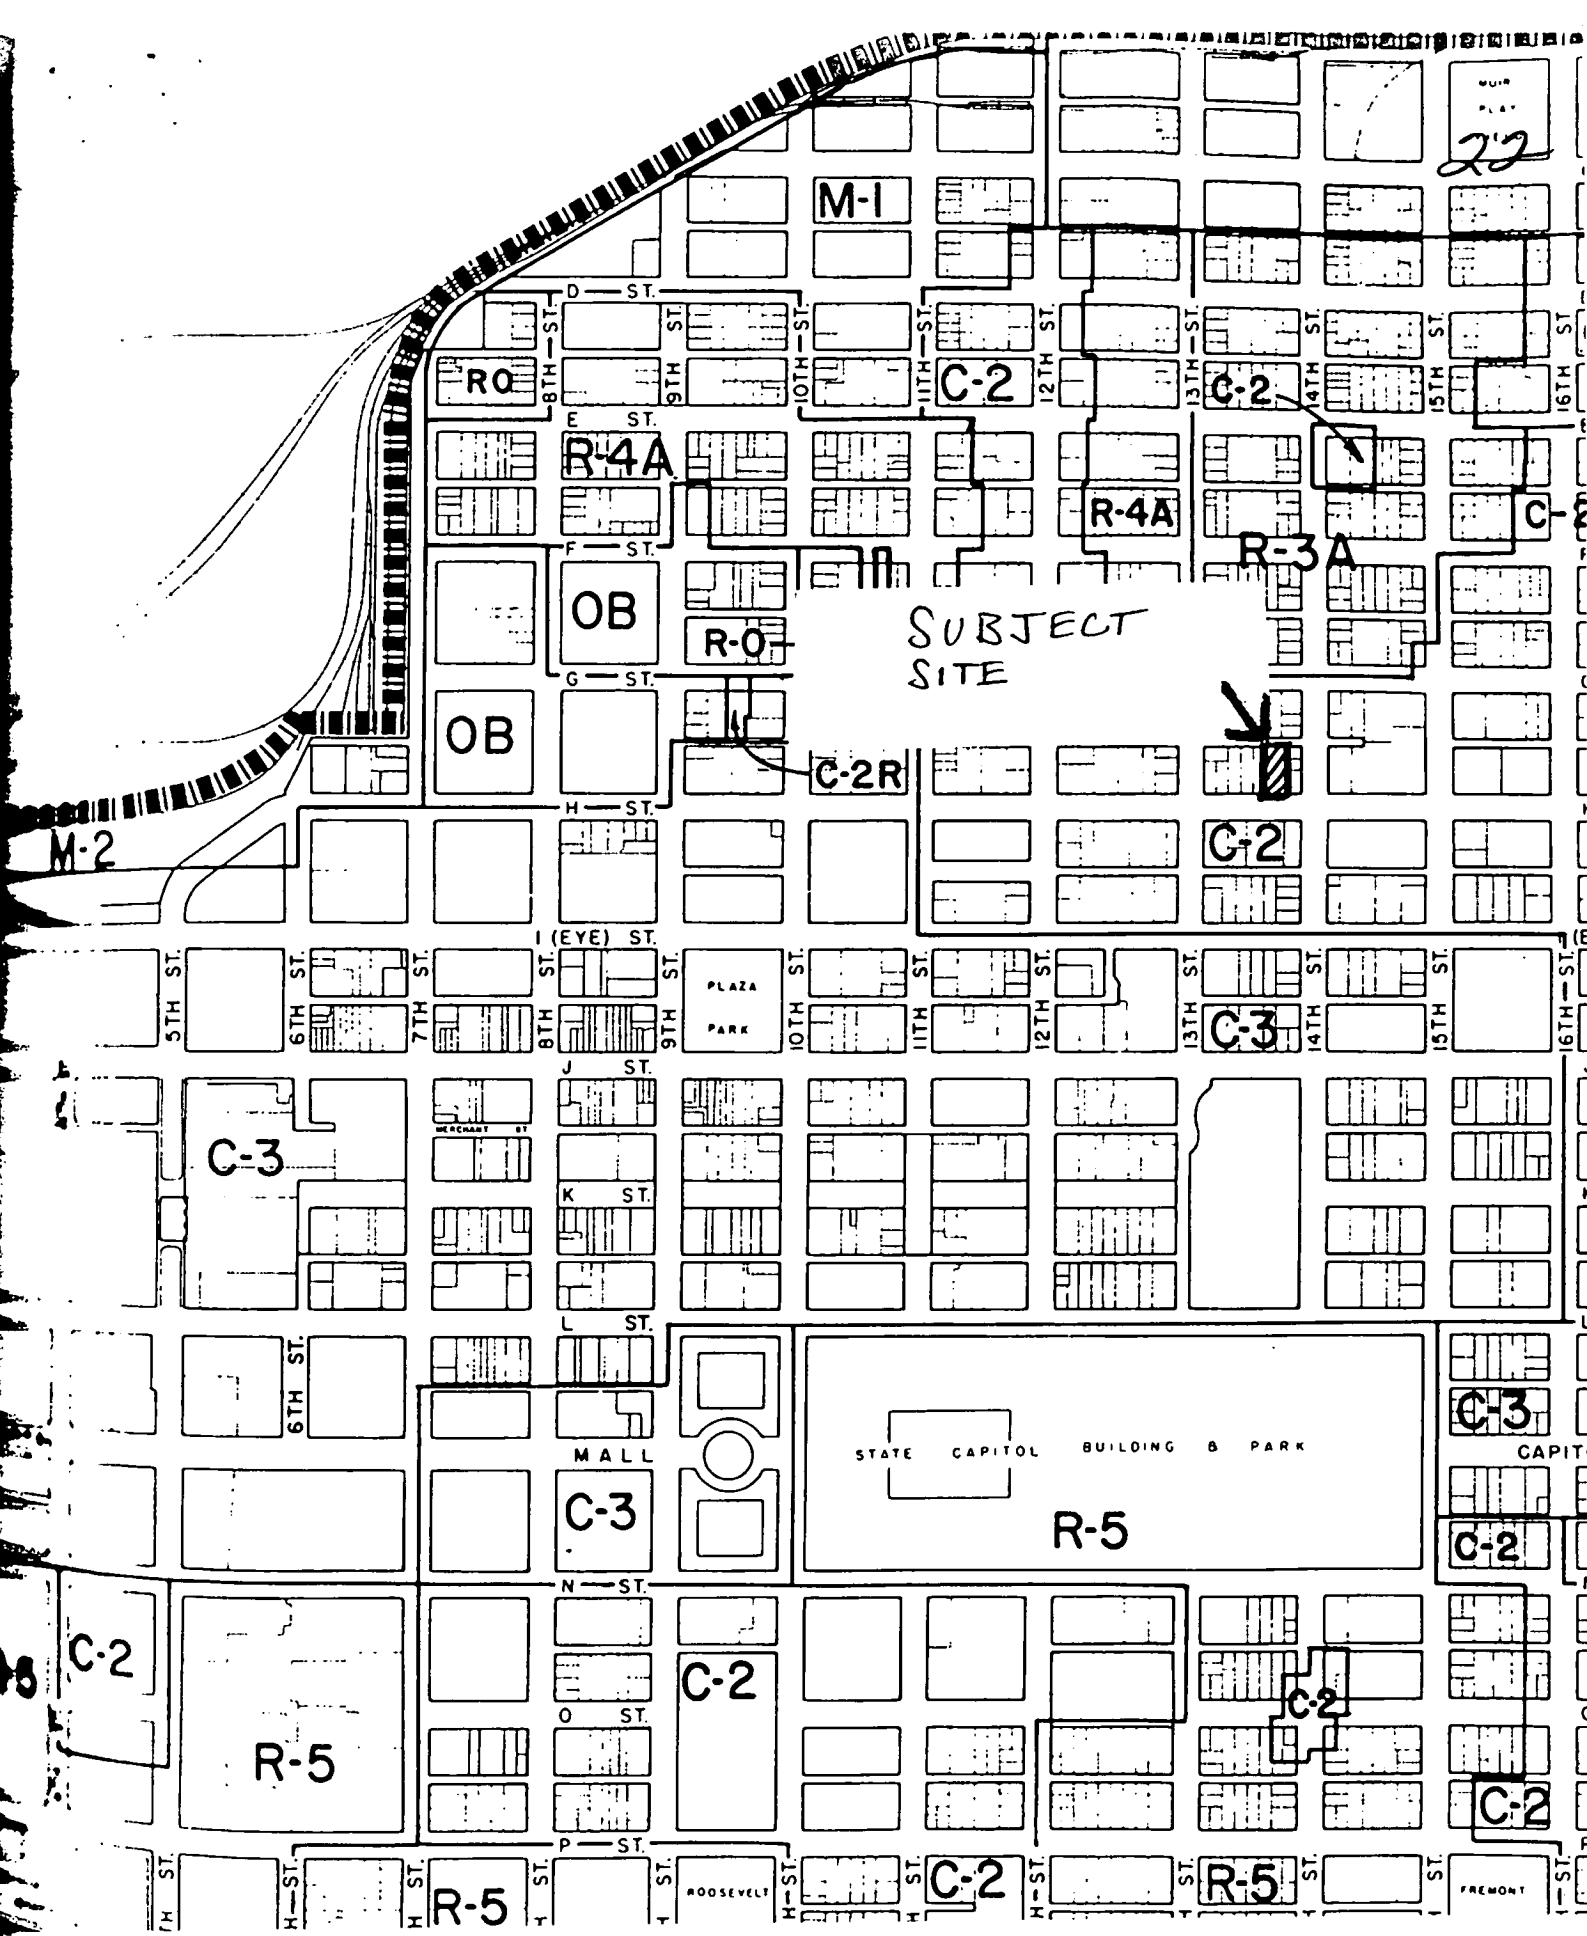 MUIR
PLAY
22
M-1
D ST.
8TH ST.
9TH ST.
10TH ST.
11TH ST.
12TH ST.
13TH ST.
14TH ST.
15TH ST.
16TH ST.
RO
C-2
C-2
E ST.
R-4A
R-4A
C-2
F ST.
R-3A
OB
R-O
SUBJECT
SITE
G ST.
OB
C-2R
H ST.
M-2
C-2
I (EYE) ST.
5TH ST.
6TH ST.
7TH ST.
8TH ST.
9TH ST.
PLAZA
PARK
10TH ST.
11TH ST.
12TH ST.
13TH ST.
C-3
14TH ST.
15TH ST.
16TH ST.
J ST.
MERCHANT ST
C-3
K ST.
L ST.
6TH ST.
C-3
MALL
STATE CAPITOL BUILDING & PARK
CAPIT
C-3
R-5
C-2
N ST.
C-2
C-2
C-2
O ST.
R-5
C-2
P ST.
R-5
ROOSEVELT
C-2
R-5
FREMONT